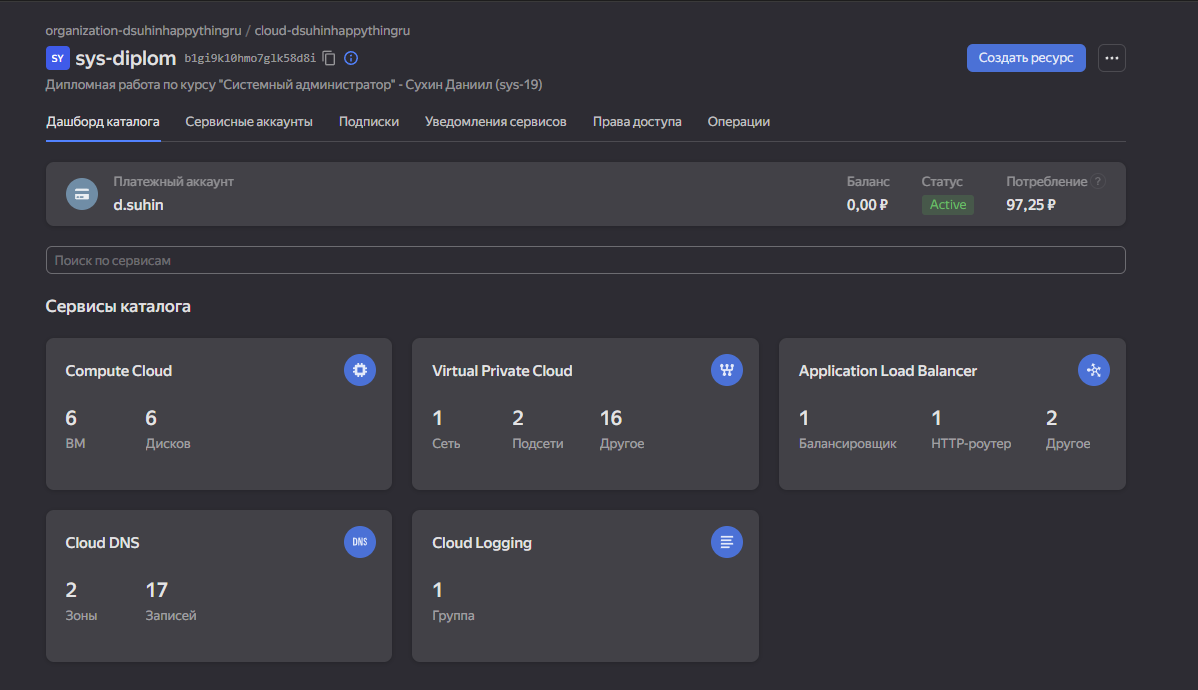 organization-dsuhinhappythingru / cloud-dsuhinhappythingru
SY sys-diplom b1gi9k10hmo7glk58d8i
Создать ресурс
Дипломная работа по курсу "Системный администратор" - Сухин Даниил (sys-19)
Дашборд каталога Сервисные аккаунты Подписки Уведомления сервисов Права доступа Операции
Платежный аккаунт Баланс Статус Потребление ?
d.suhin 0,00 ₽ Active 97,25 ₽
Поиск по сервисам
Сервисы каталога
Compute Cloud
6 6
ВМ Дисков
Virtual Private Cloud
1 2 16
Сеть Подсети Другое
Application Load Balancer
1 1 2
Балансировщик HTTP-роутер Другое
Cloud DNS DNS
2 17
Зоны Записей
Cloud Logging
1
Группа